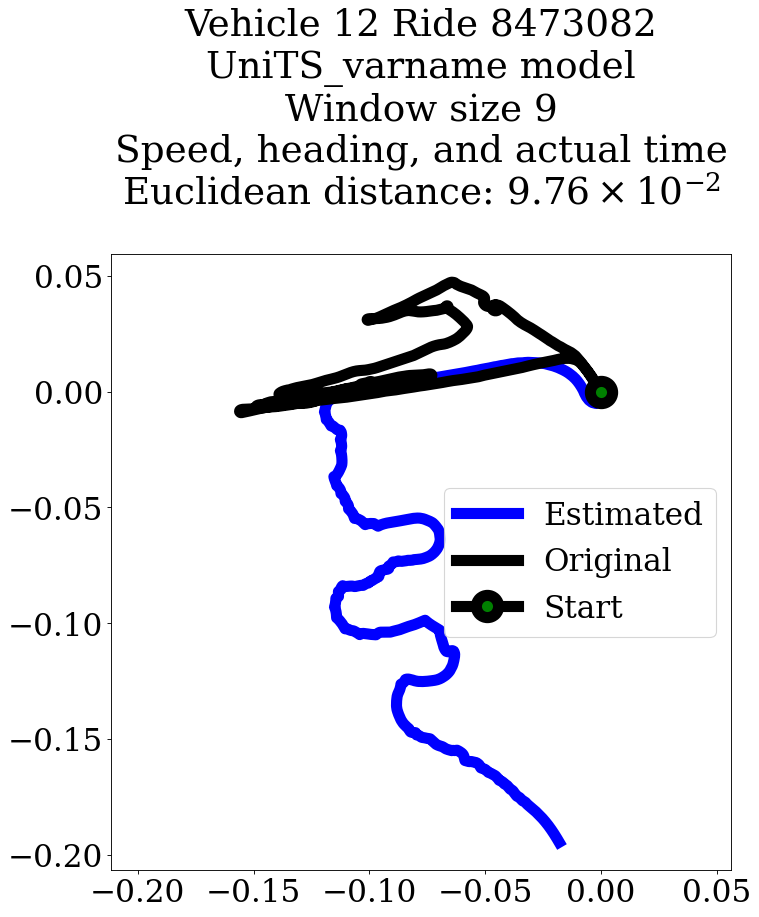 Vehicle 12 Ride 8473082
UniTS_varname model
Window size 9
Speed, heading, and actual time
Euclidean distance: 9.76 × 10⁻²
0.05
0.00
−0.05
−0.10
−0.15
−0.20
Estimated
Original
Start
−0.20 −0.15 −0.10 −0.05 0.00 0.05